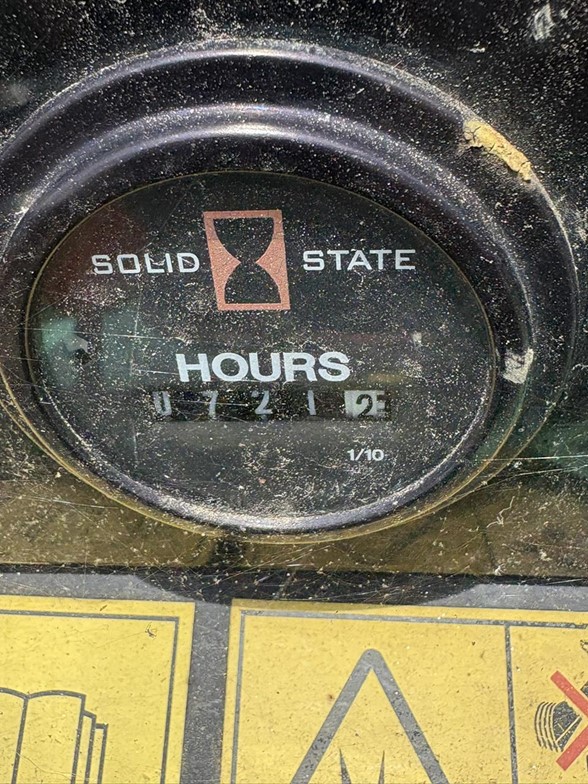 SOLID STATE
HOURS
0 7 2 1 2
1/10